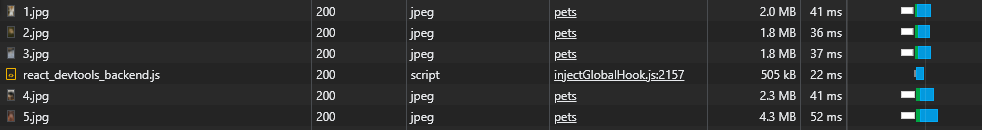 1.jpg 200 jpeg pets 2.0 MB 41 ms
2.jpg 200 jpeg pets 1.8 MB 36 ms
3.jpg 200 jpeg pets 1.8 MB 37 ms
react_devtools_backend.js 200 script injectGlobalHook.js:2157 505 kB 22 ms
4.jpg 200 jpeg pets 2.3 MB 41 ms
5.jpg 200 jpeg pets 4.3 MB 52 ms